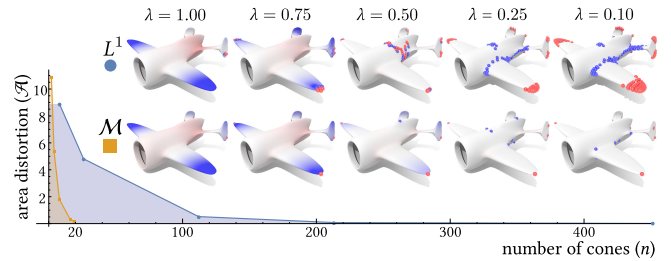 λ = 1.00 λ = 0.75 λ = 0.50 λ = 0.25 λ = 0.10
L¹
ℳ
area distortion (𝒜)
10
8
6
4
2
20 100 200 300 400
number of cones (n)